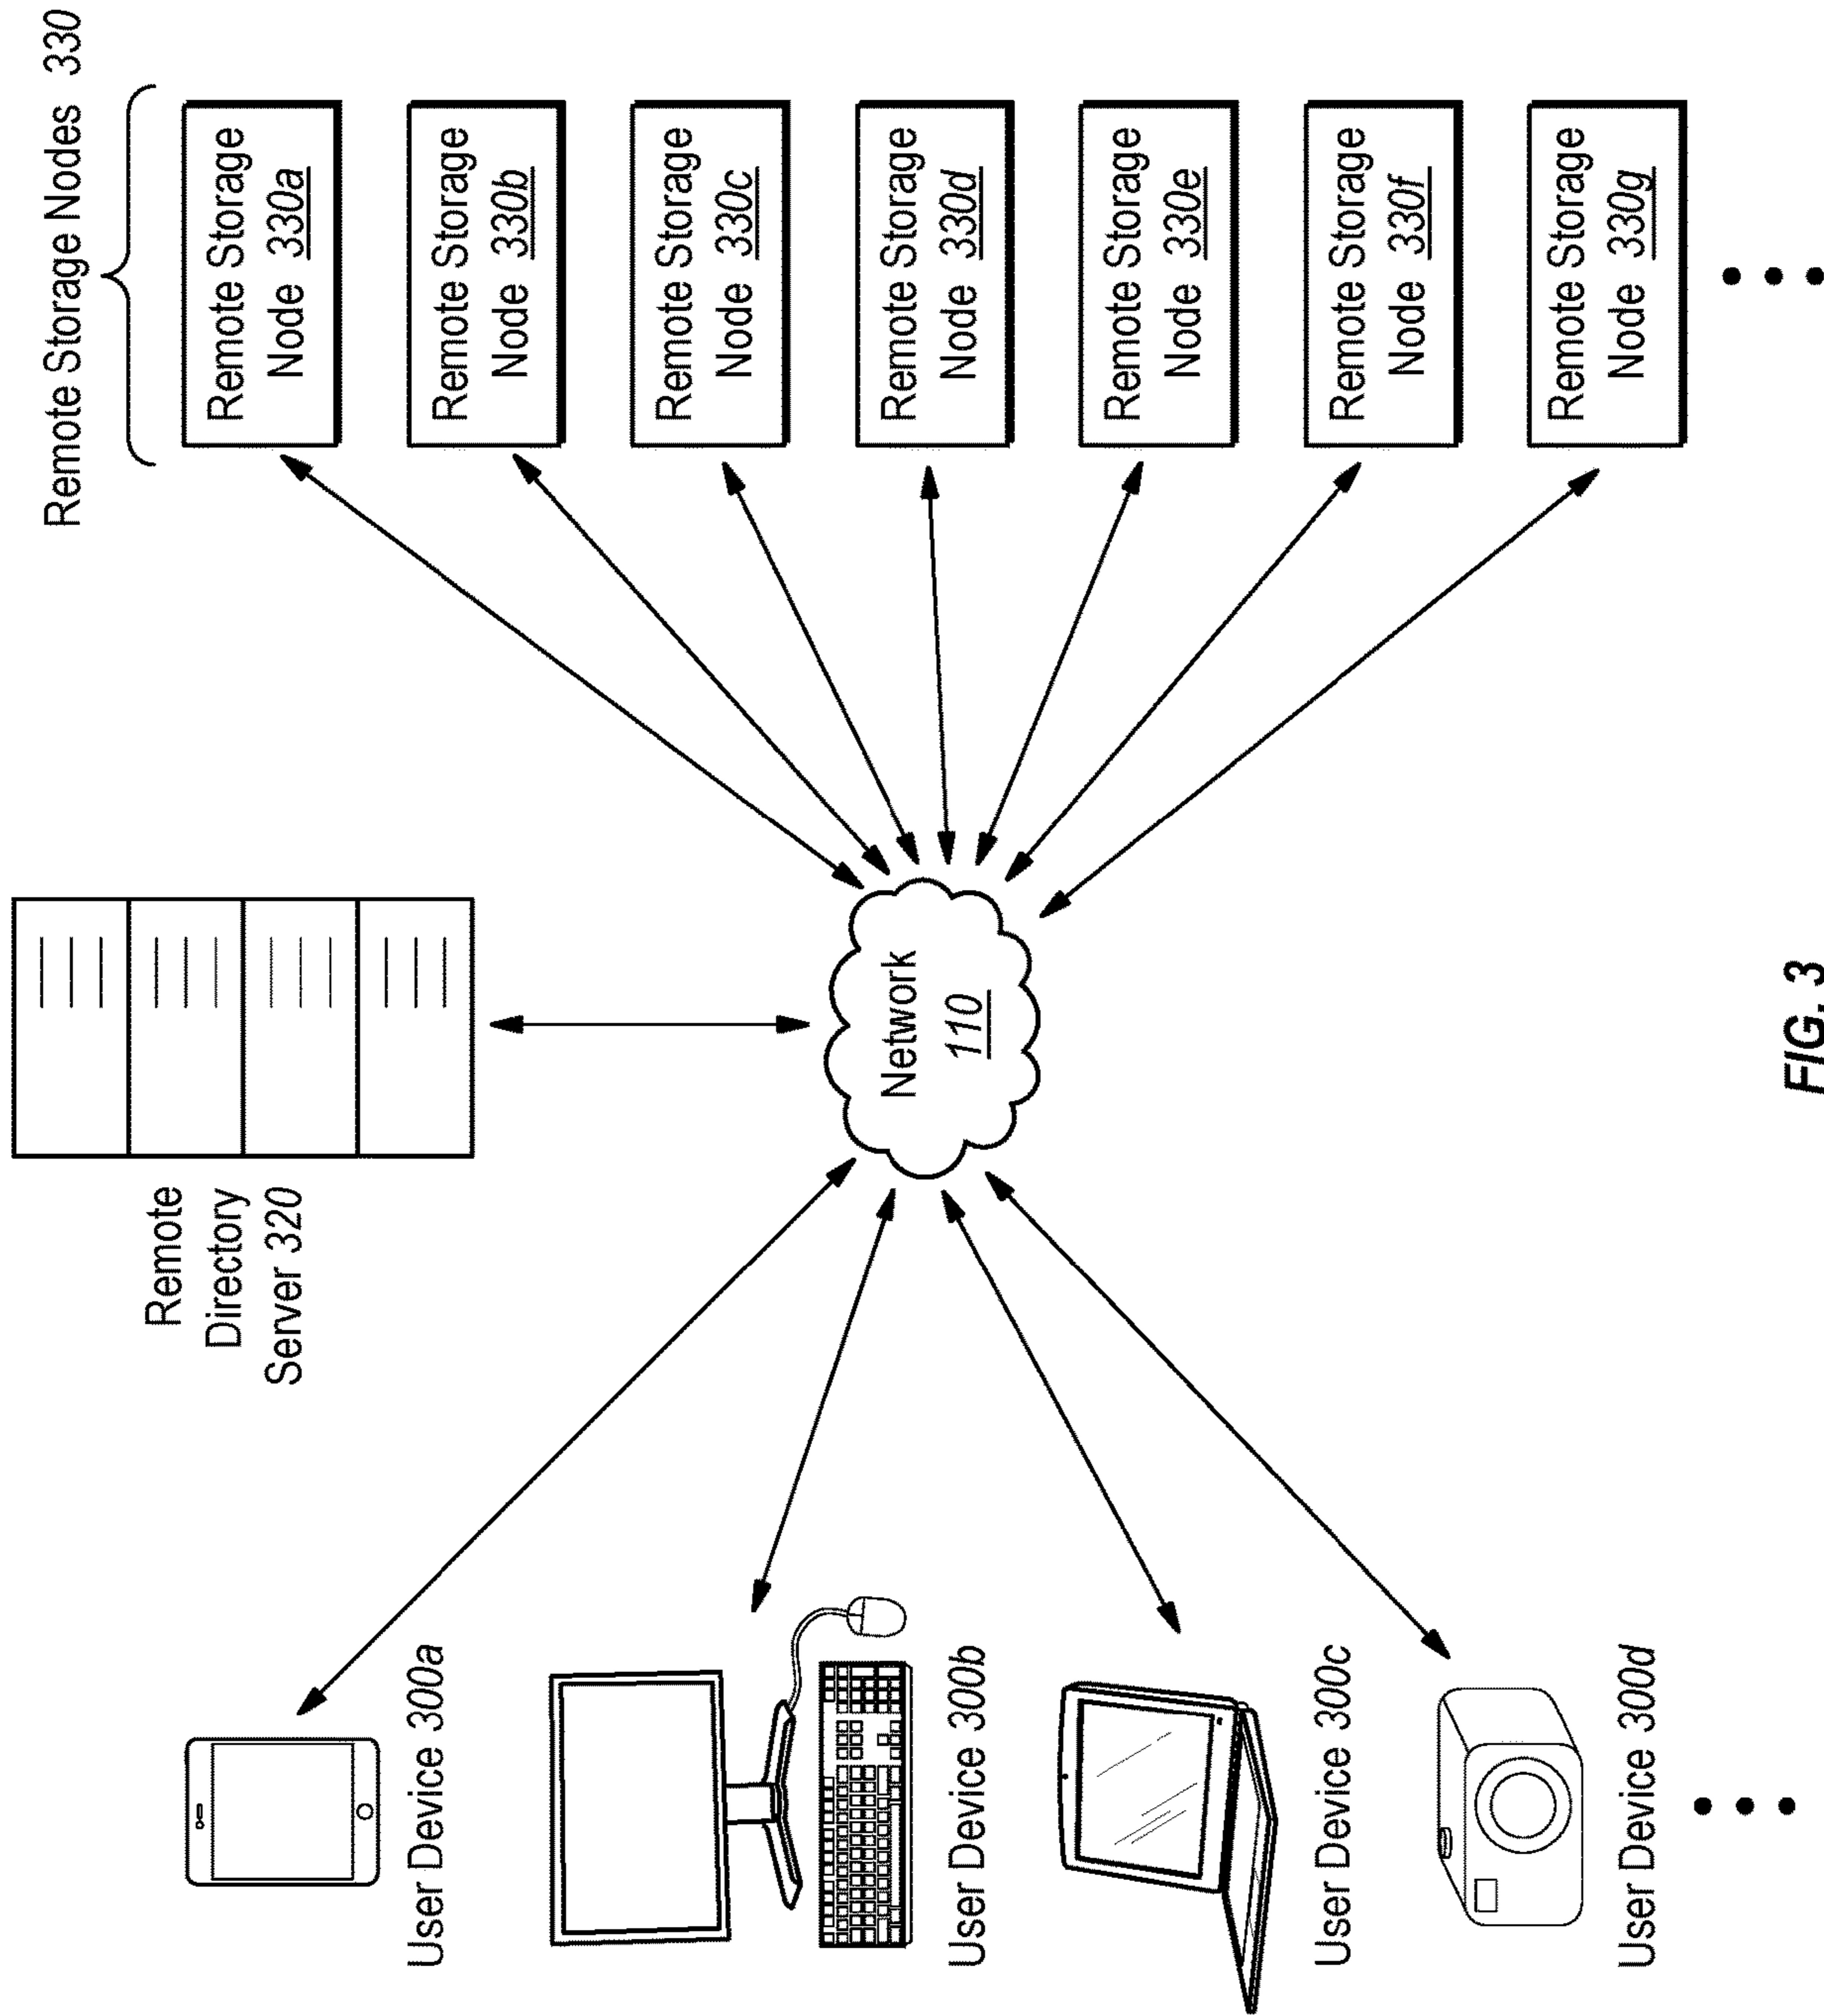 Remote Storage Nodes 330
Remote
Directory
Server 320
Network
110
User Device 300a
User Device 300b
User Device 300c
User Device 300d
Remote Storage
Node 330a
Remote Storage
Node 330b
Remote Storage
Node 330c
Remote Storage
Node 330d
Remote Storage
Node 330e
Remote Storage
Node 330f
Remote Storage
Node 330g
FIG. 3